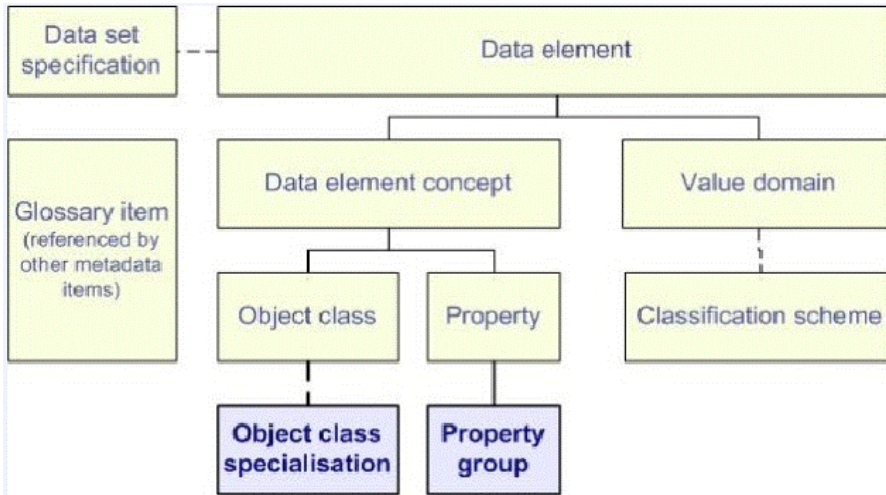 Data set
specification
Data element
Glossary item
(referenced by
other metadata
items)
Data element concept
Value domain
Object class
Property
Classification scheme
Object class
specialisation
Property
group